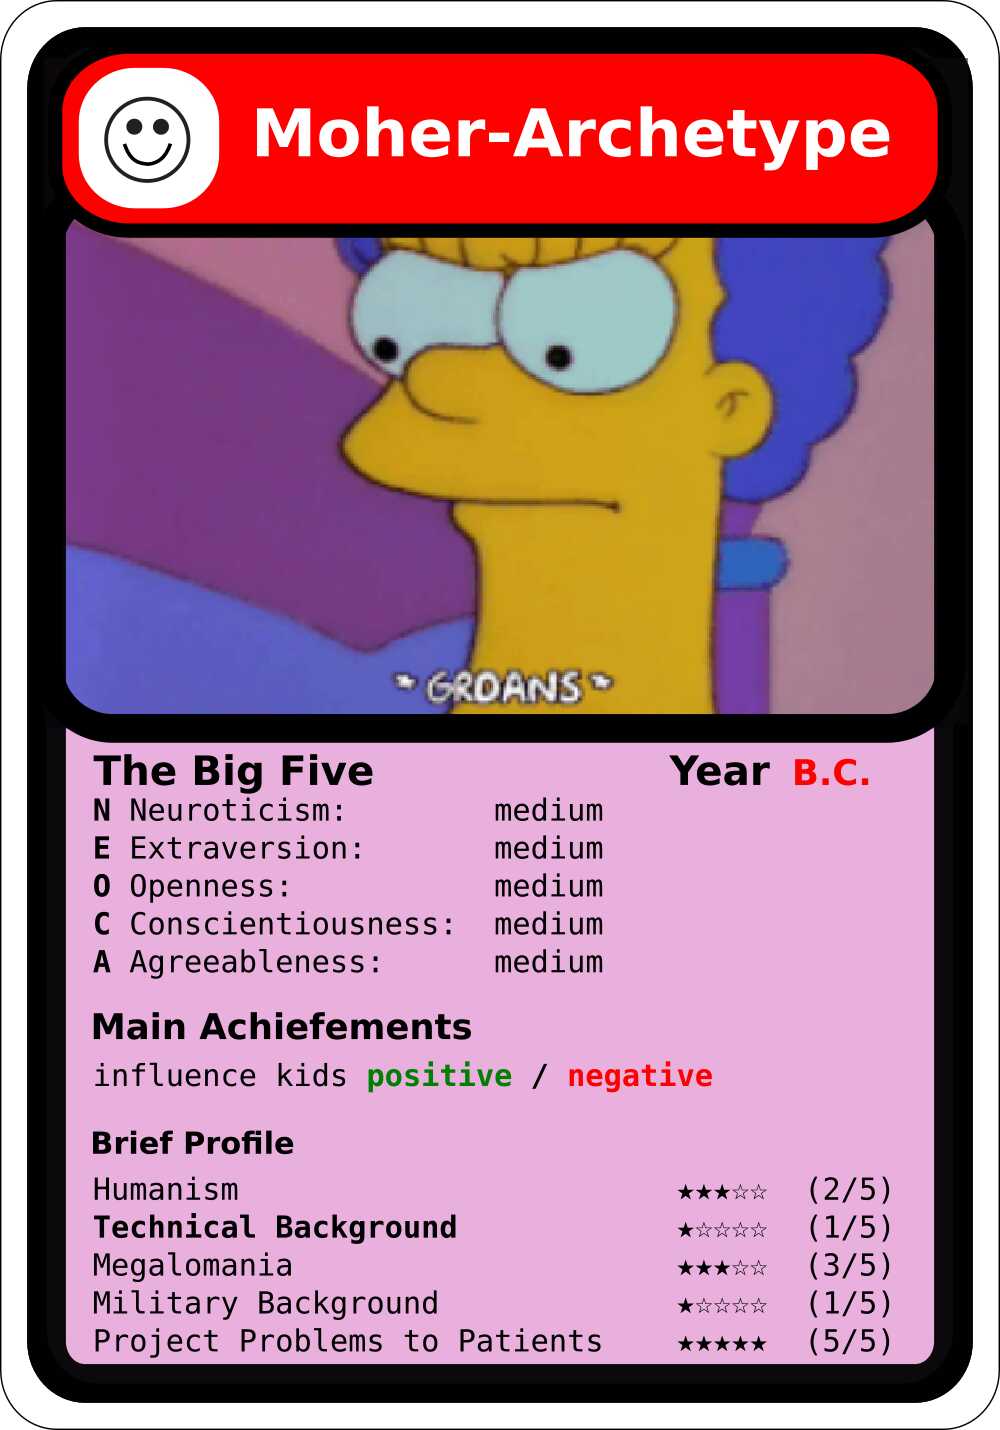 Moher-Archetype
* GROANS *
The Big Five Year B.C.
N Neuroticism: medium
E Extraversion: medium
O Openness: medium
C Conscientiousness: medium
A Agreeableness: medium
Main Achiefements
influence kids positive / negative
Brief Profile
Humanism ★★★☆☆ (2/5)
Technical Background ★☆☆☆☆ (1/5)
Megalomania ★★★☆☆ (3/5)
Military Background ★☆☆☆☆ (1/5)
Project Problems to Patients ★★★★★ (5/5)